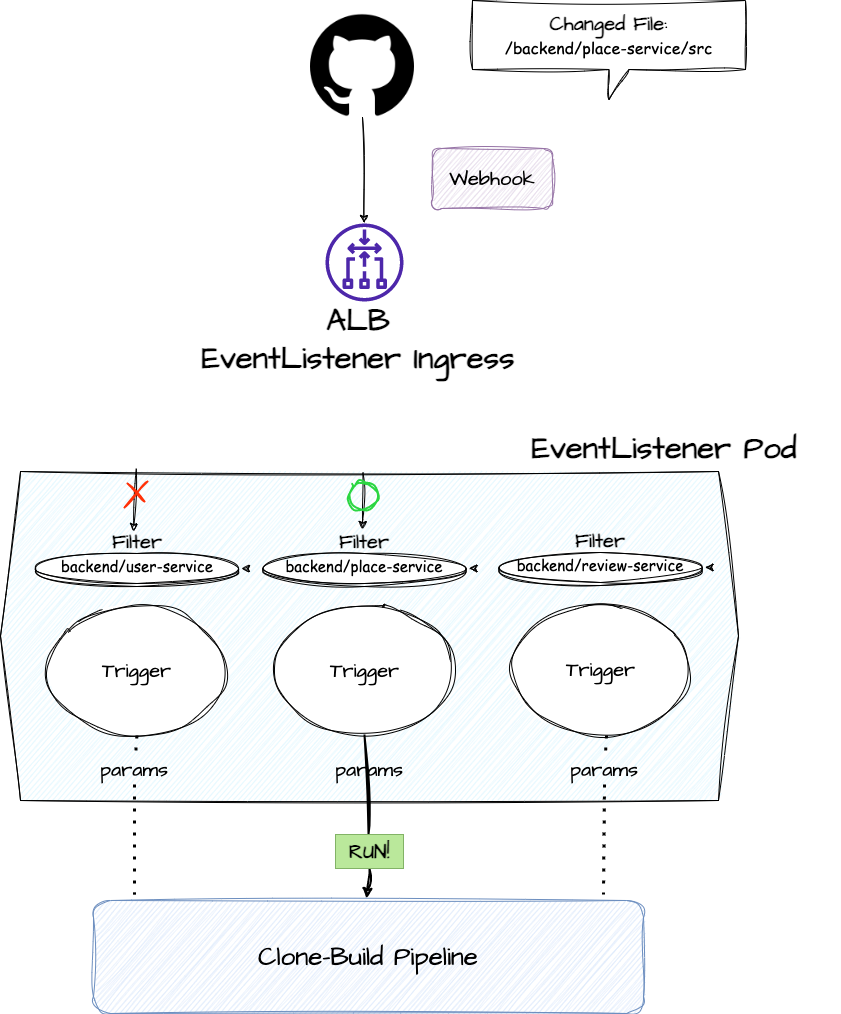 Changed File:
/backend/place-service/src
Webhook
ALB
EventListener Ingress
EventListener Pod
Filter
backend/user-service
Filter
backend/place-service
Filter
backend/review-service
Trigger
Trigger
Trigger
params
params
params
RUN!
Clone-Build Pipeline